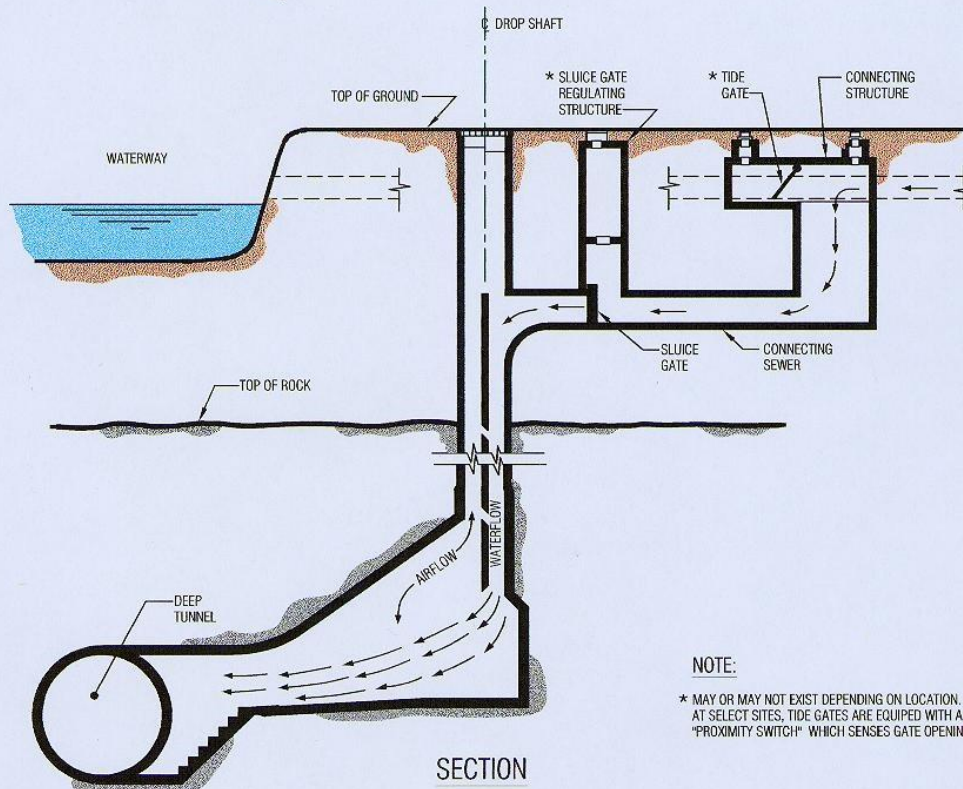 ℄ DROP SHAFT
* SLUICE GATE
REGULATING
STRUCTURE
* TIDE
GATE
CONNECTING
STRUCTURE
TOP OF GROUND
WATERWAY
SLUICE
GATE
CONNECTING
SEWER
TOP OF ROCK
AIRFLOW
WATERFLOW
DEEP
TUNNEL
NOTE:
* MAY OR MAY NOT EXIST DEPENDING ON LOCATION.
AT SELECT SITES, TIDE GATES ARE EQUIPED WITH A
"PROXIMITY SWITCH" WHICH SENSES GATE OPENIN
SECTION